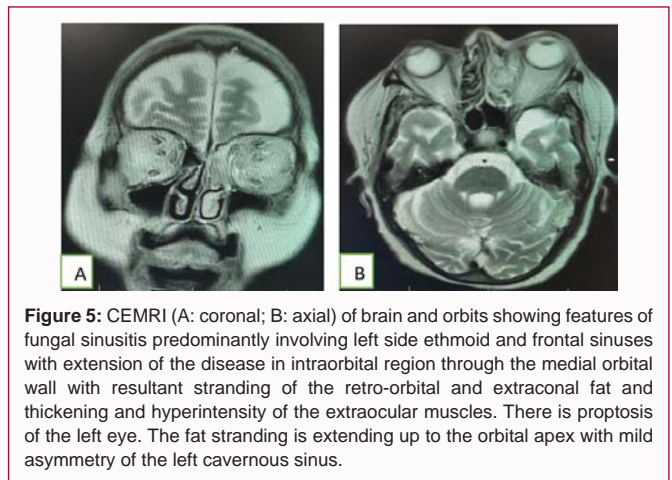 A
B
Figure 5: CEMRI (A: coronal; B: axial) of brain and orbits showing features of
fungal sinusitis predominantly involving left side ethmoid and frontal sinuses
with extension of the disease in intraorbital region through the medial orbital
wall with resultant stranding of the retro-orbital and extraconal fat and
thickening and hyperintensity of the extraocular muscles. There is proptosis
of the left eye. The fat stranding is extending up to the orbital apex with mild
asymmetry of the left cavernous sinus.